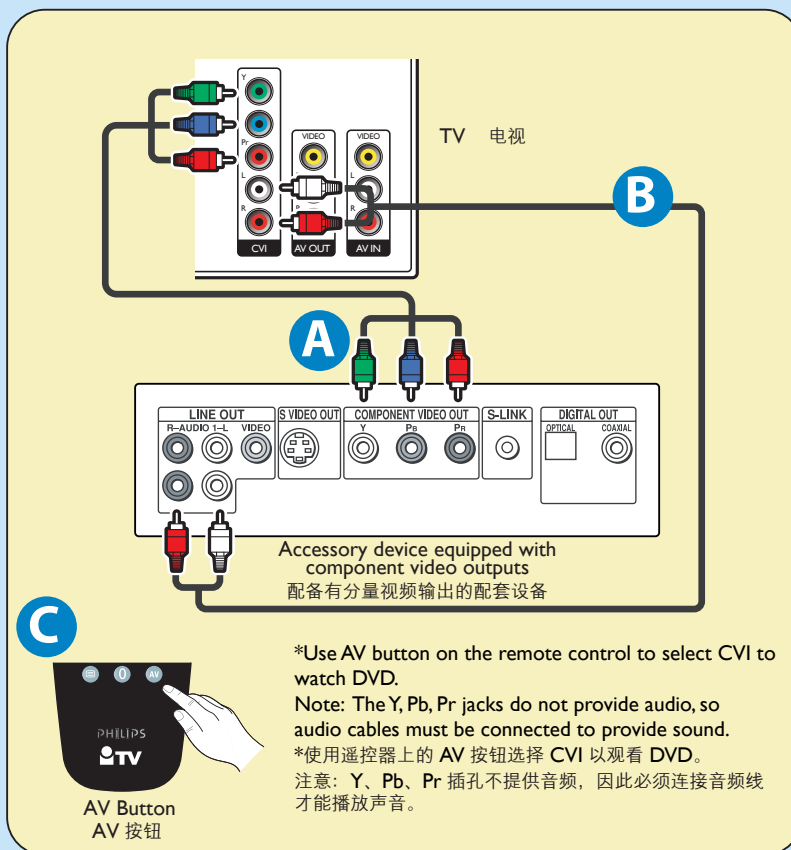 Y
Pr
L
R
CVI
VIDEO
AV OUT
VIDEO
L
R
AV IN
TV 电视
B
A
LINE OUT
R–AUDIO 1–L VIDEO
S VIDEO OUT
COMPONENT VIDEO OUT
Y PB PR
S-LINK
DIGITAL OUT
OPTICAL COAXIAL
Accessory device equipped with
component video outputs
配备有分量视频输出的配套设备
C
0 AV
PHILIPS
TV
AV Button
AV 按钮
*Use AV button on the remote control to select CVI to
watch DVD.
Note: The Y, Pb, Pr jacks do not provide audio, so
audio cables must be connected to provide sound.
*使用遥控器上的 AV 按钮选择 CVI 以观看 DVD。
注意：Y、Pb、Pr 插孔不提供音频，因此必须连接音频线
才能播放声音。